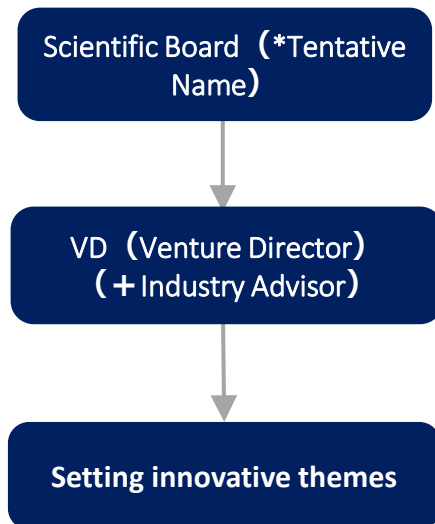 Scientific Board（*Tentative
Name）
VD（Venture Director）
（＋Industry Advisor）
Setting innovative themes